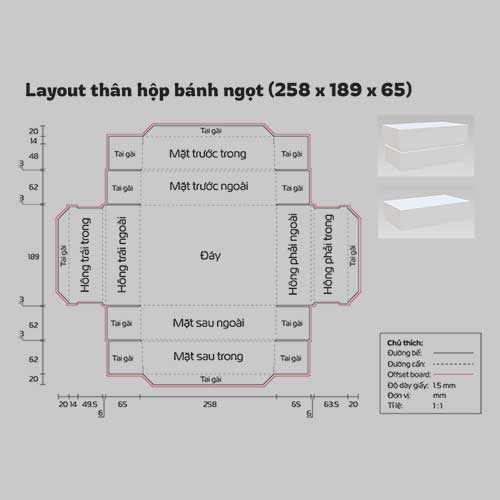 Layout thân hộp bánh ngọt (258 x 189 x 65)
20
Tai gài
14
48
Tai gài
Mặt trước trong
Tai gài
3
62
Tai gài
Mặt trước ngoài
Tai gài
189
Tai gài
Hông trái trong
Hông trái ngoài
Đáy
Hông phải ngoài
Hông phải trong
Tai gài
3
62
Tai gài
Mặt sau ngoài
Tai gài
62
Tai gài
Mặt sau trong
Tai gài
20
Tai gài
20 14 49.5 65 258 65 63.5 20
6 6
Chú thích:
Đường bế:
Đường cấn:
Offset board:
Độ dày giấy: 1.5 mm
Đơn vị: mm
Tỉ lệ: 1:1